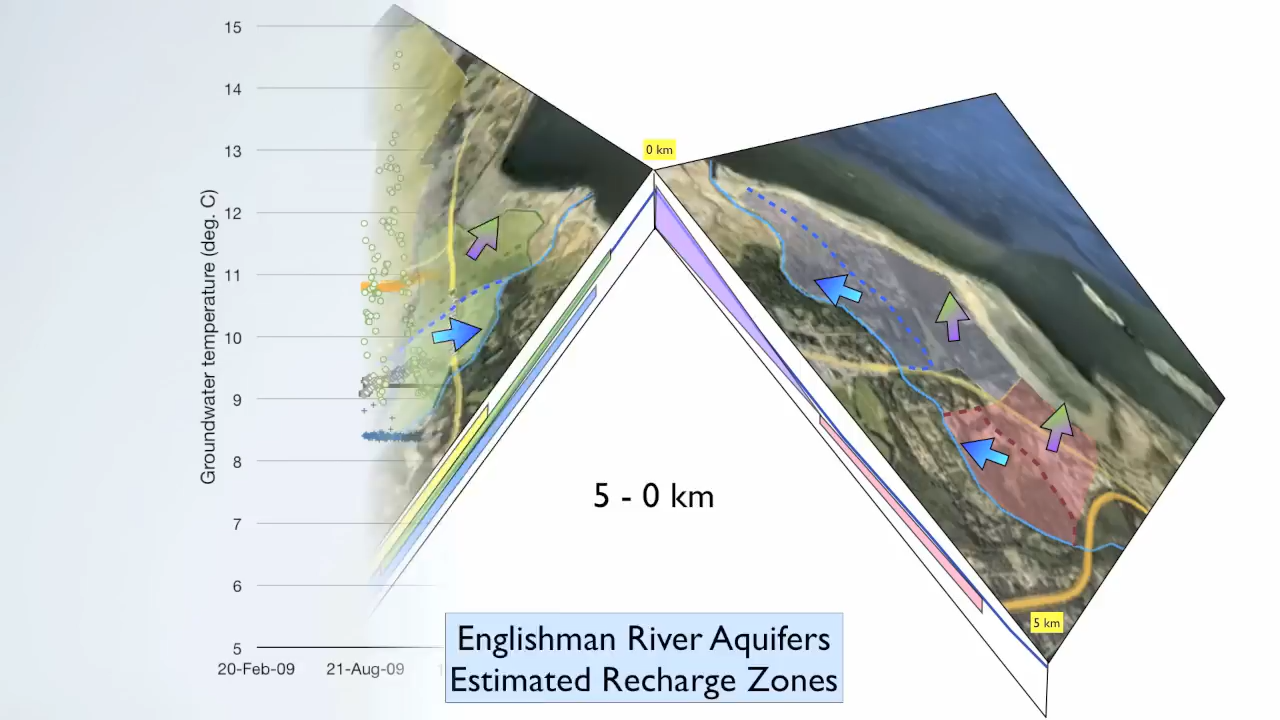 15
14
13
12
11
10
9
8
7
6
5
Groundwater temperature (deg. C)
20-Feb-09
21-Aug-09
0 km
5 - 0 km
5 km
Englishman River Aquifers
Estimated Recharge Zones